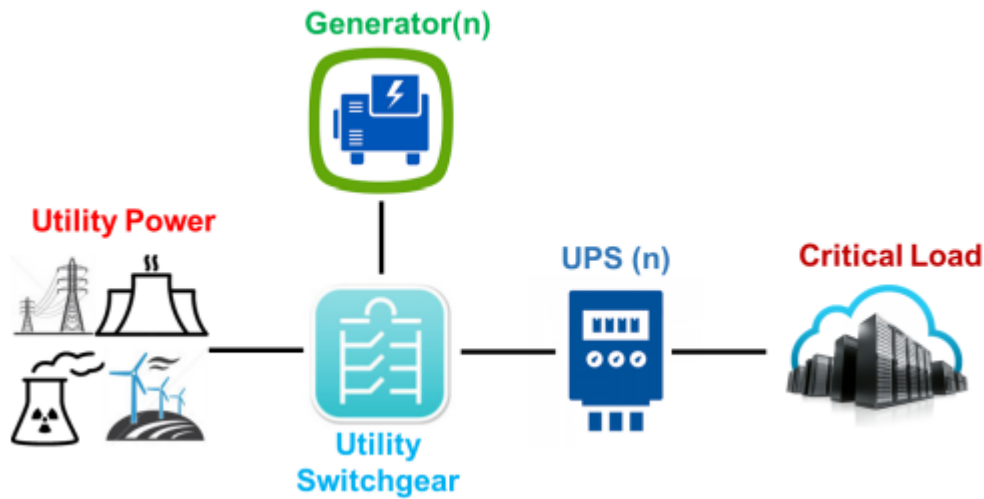 Generator(n)
Utility Power
UPS (n)
Critical Load
Utility
Switchgear